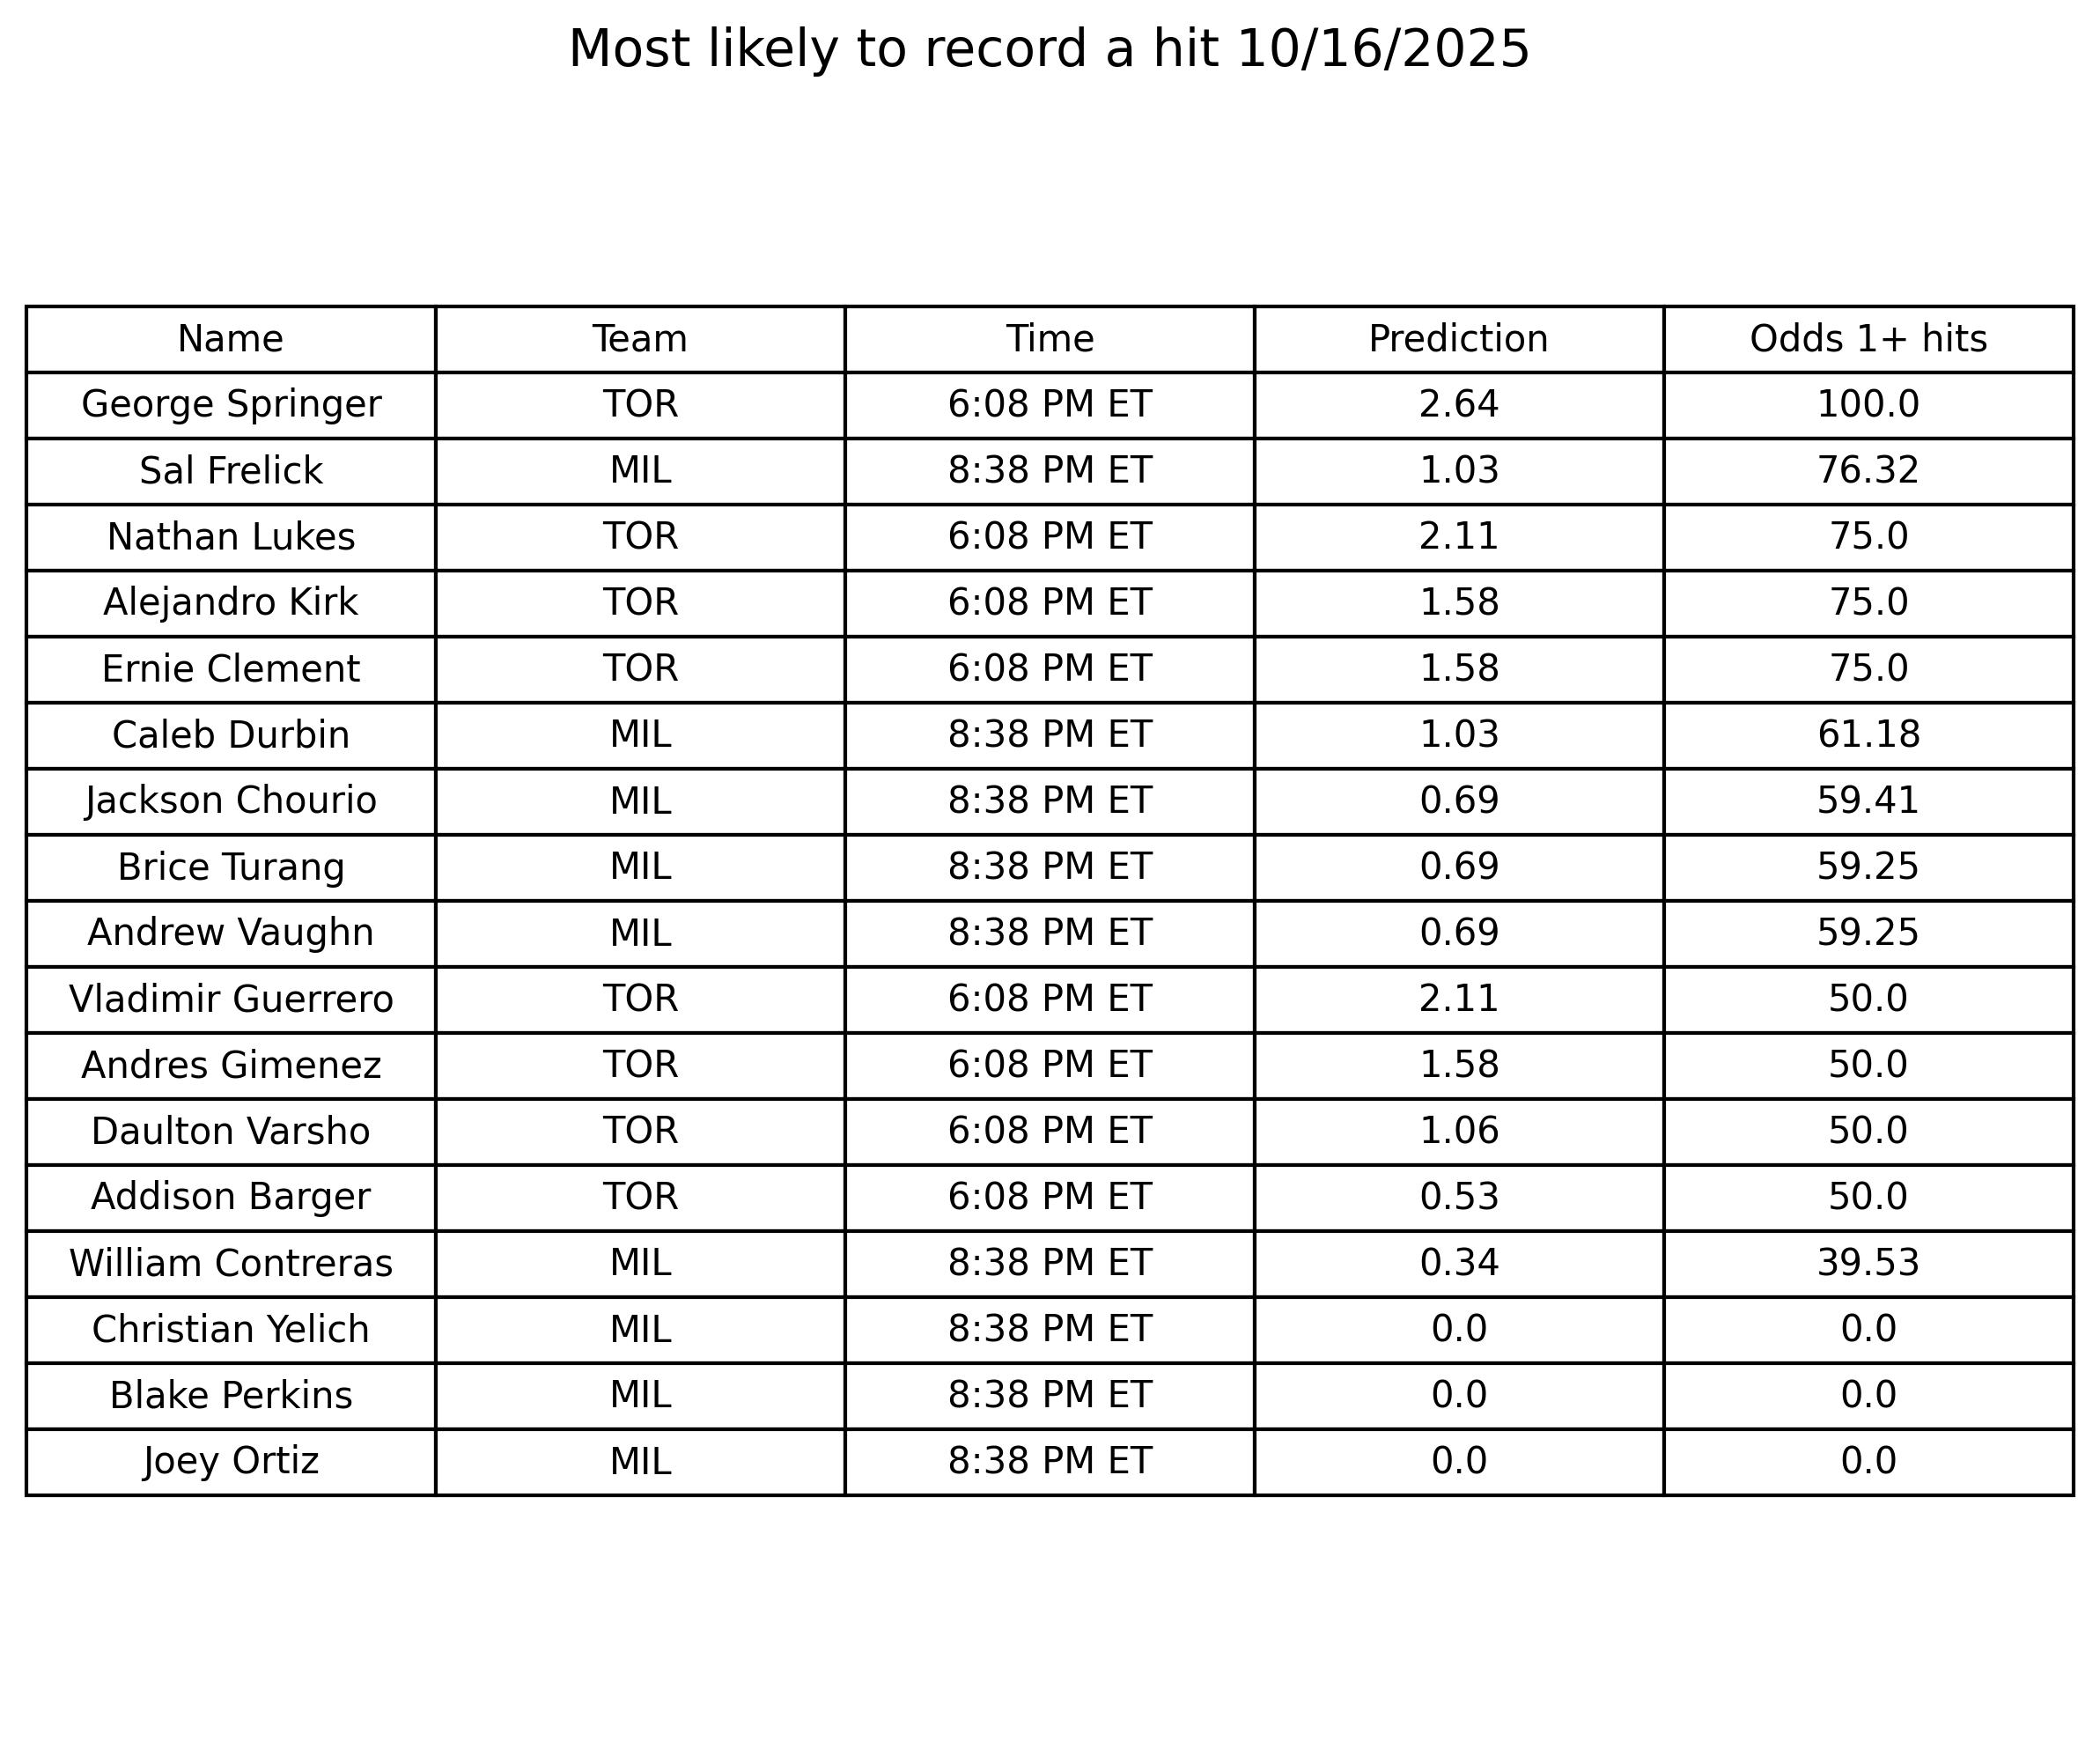 Most likely to record a hit 10/16/2025
Name Team Time Prediction Odds 1+ hits
George Springer TOR 6:08 PM ET 2.64 100.0
Sal Frelick MIL 8:38 PM ET 1.03 76.32
Nathan Lukes TOR 6:08 PM ET 2.11 75.0
Alejandro Kirk TOR 6:08 PM ET 1.58 75.0
Ernie Clement TOR 6:08 PM ET 1.58 75.0
Caleb Durbin MIL 8:38 PM ET 1.03 61.18
Jackson Chourio MIL 8:38 PM ET 0.69 59.41
Brice Turang MIL 8:38 PM ET 0.69 59.25
Andrew Vaughn MIL 8:38 PM ET 0.69 59.25
Vladimir Guerrero TOR 6:08 PM ET 2.11 50.0
Andres Gimenez TOR 6:08 PM ET 1.58 50.0
Daulton Varsho TOR 6:08 PM ET 1.06 50.0
Addison Barger TOR 6:08 PM ET 0.53 50.0
William Contreras MIL 8:38 PM ET 0.34 39.53
Christian Yelich MIL 8:38 PM ET 0.0 0.0
Blake Perkins MIL 8:38 PM ET 0.0 0.0
Joey Ortiz MIL 8:38 PM ET 0.0 0.0